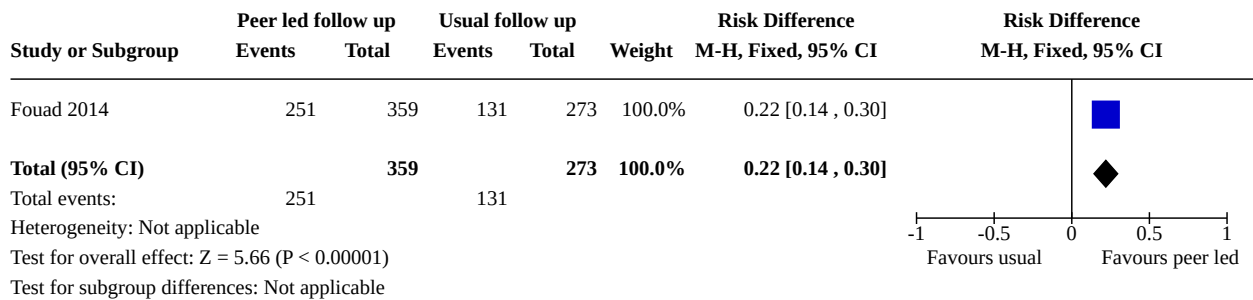 Peer led follow up Usual follow up Risk Difference Risk Difference
Study or Subgroup Events Total Events Total Weight M-H, Fixed, 95% CI M-H, Fixed, 95% CI
Fouad 2014 251 359 131 273 100.0% 0.22 [0.14 , 0.30]
Total (95% CI) 359 273 100.0% 0.22 [0.14 , 0.30]
Total events: 251 131
Heterogeneity: Not applicable
-1 -0.5 0 0.5 1
Test for overall effect: Z = 5.66 (P < 0.00001) Favours usual Favours peer led
Test for subgroup differences: Not applicable